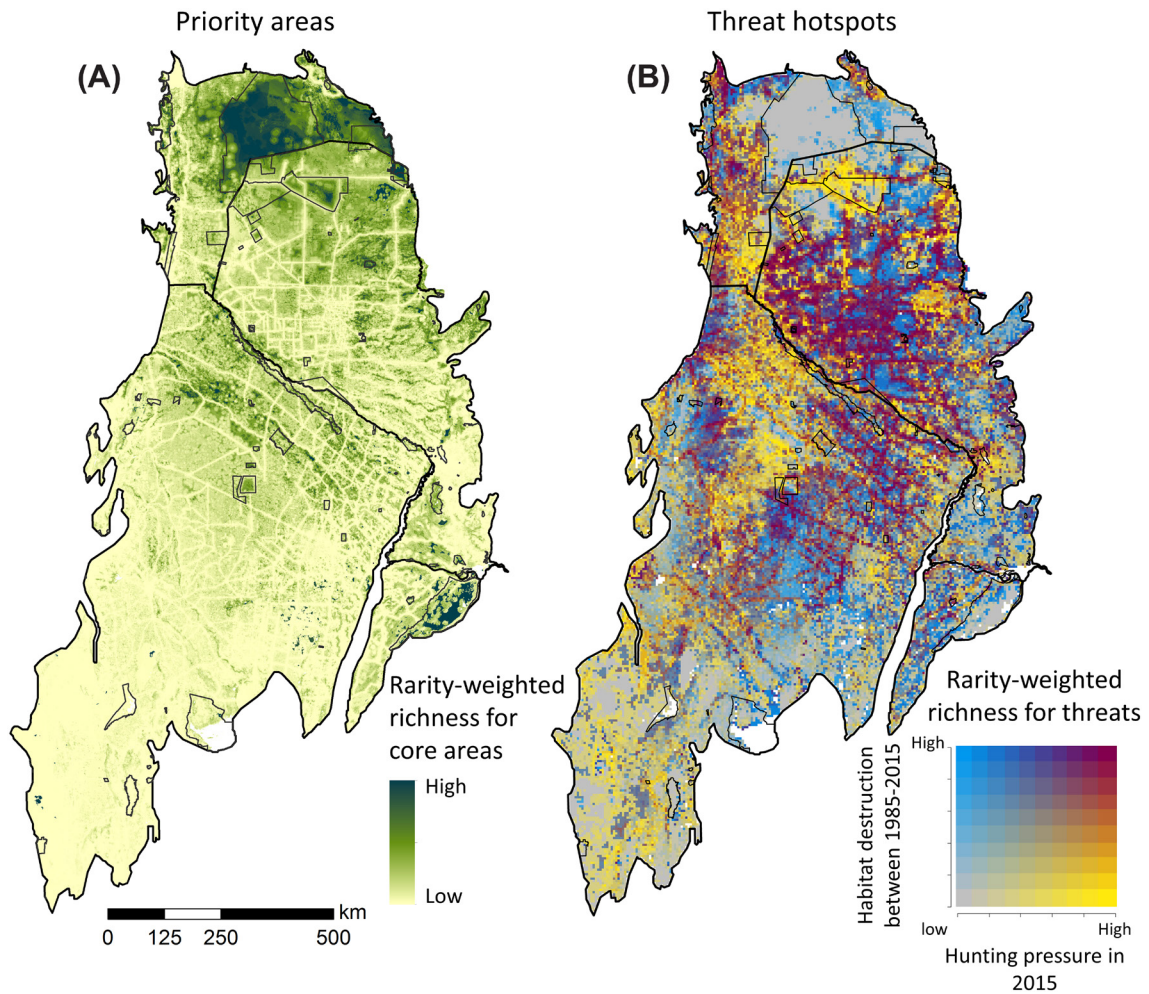 Priority areas
Threat hotspots
(A)
(B)
Rarity-weighted
richness for
core areas
High
Low
km
0 125 250 500
Rarity-weighted
richness for threats
High
Habitat destruction
between 1985-2015
low
High
Hunting pressure in
2015